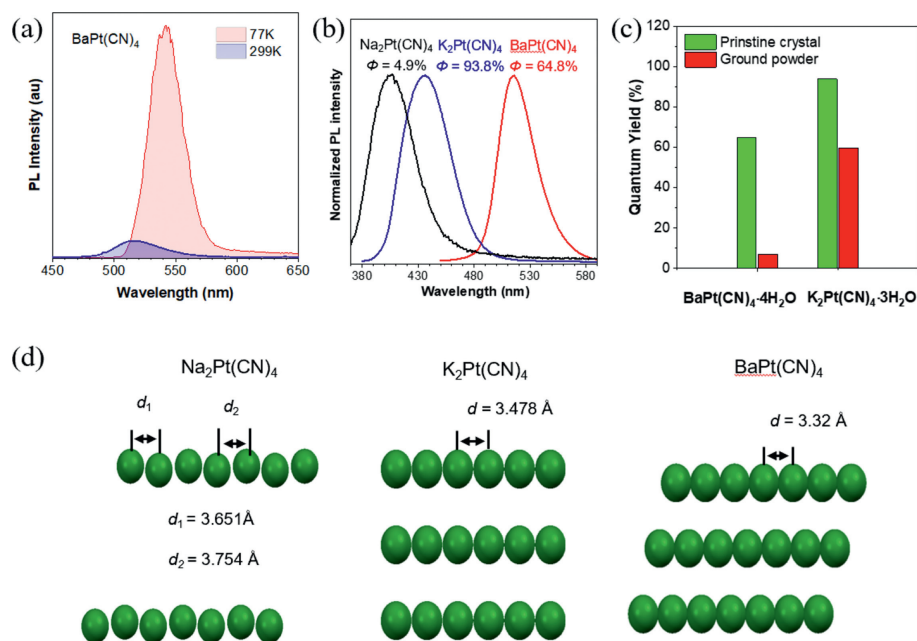 (a)
BaPt(CN)₄
77K
299K
PL Intensity (au)
450 500 550 600 650
Wavelength (nm)
(b)
Na₂Pt(CN)₄ K₂Pt(CN)₄ BaPt(CN)₄
Φ = 4.9% Φ = 93.8% Φ = 64.8%
Normalized PL intensity
380 430 480 530 580
Wavelength (nm)
(c)
Prinstine crystal
Ground powder
Quantum Yield (%)
120
100
80
60
40
20
0
BaPt(CN)₄·4H₂O K₂Pt(CN)₄·3H₂O
(d)
Na₂Pt(CN)₄
d₁ d₂
d₁ = 3.651Å
d₂ = 3.754 Å
K₂Pt(CN)₄
d = 3.478 Å
BaPt(CN)₄
d = 3.32 Å